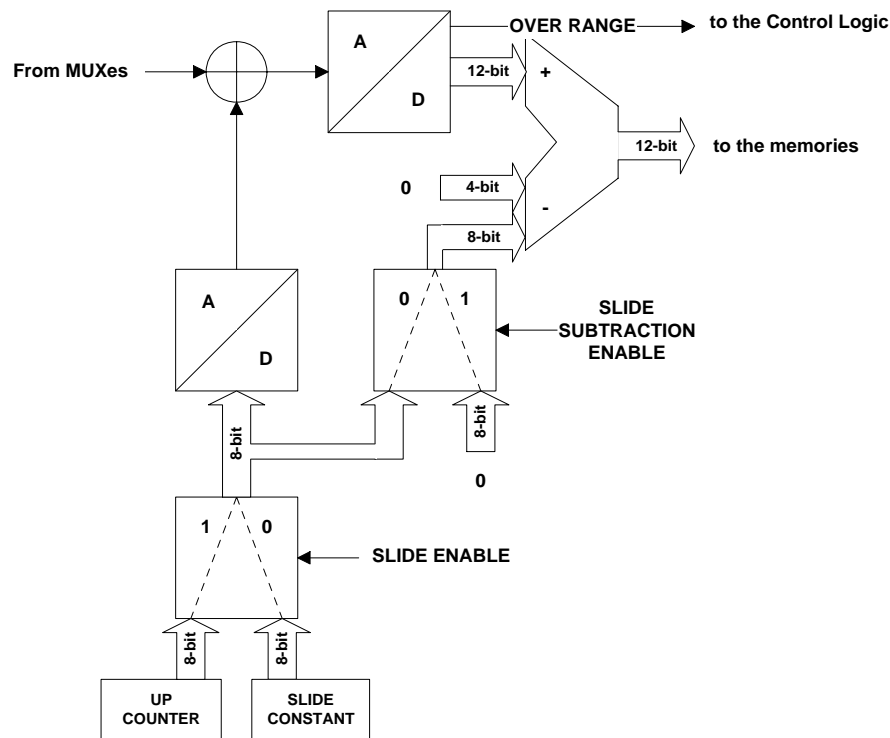 A
D
OVER RANGE
to the Control Logic
From MUXes
12-bit
+
12-bit
to the memories
0
4-bit
-
8-bit
A
D
0 1
SLIDE
SUBTRACTION
ENABLE
8-bit
8-bit
0
1 0
SLIDE ENABLE
8-bit
8-bit
UP
COUNTER
SLIDE
CONSTANT